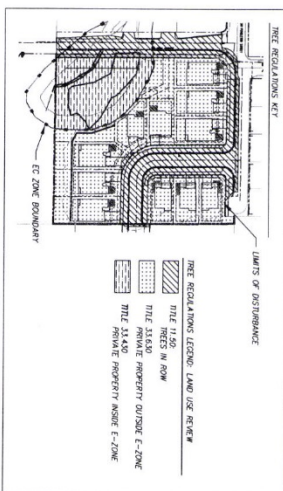 TREE REGULATIONS KEY
LIMITS OF DISTURBANCE
EC ZONE BOUNDARY
TREE REGULATIONS LEGEND: LAND USE REVIEW
TITLE 11.50:
TREES IN ROW
TITLE 33.630
PRIVATE PROPERTY OUTSIDE E-ZONE
TITLE 33.430
PRIVATE PROPERTY INSIDE E-ZONE